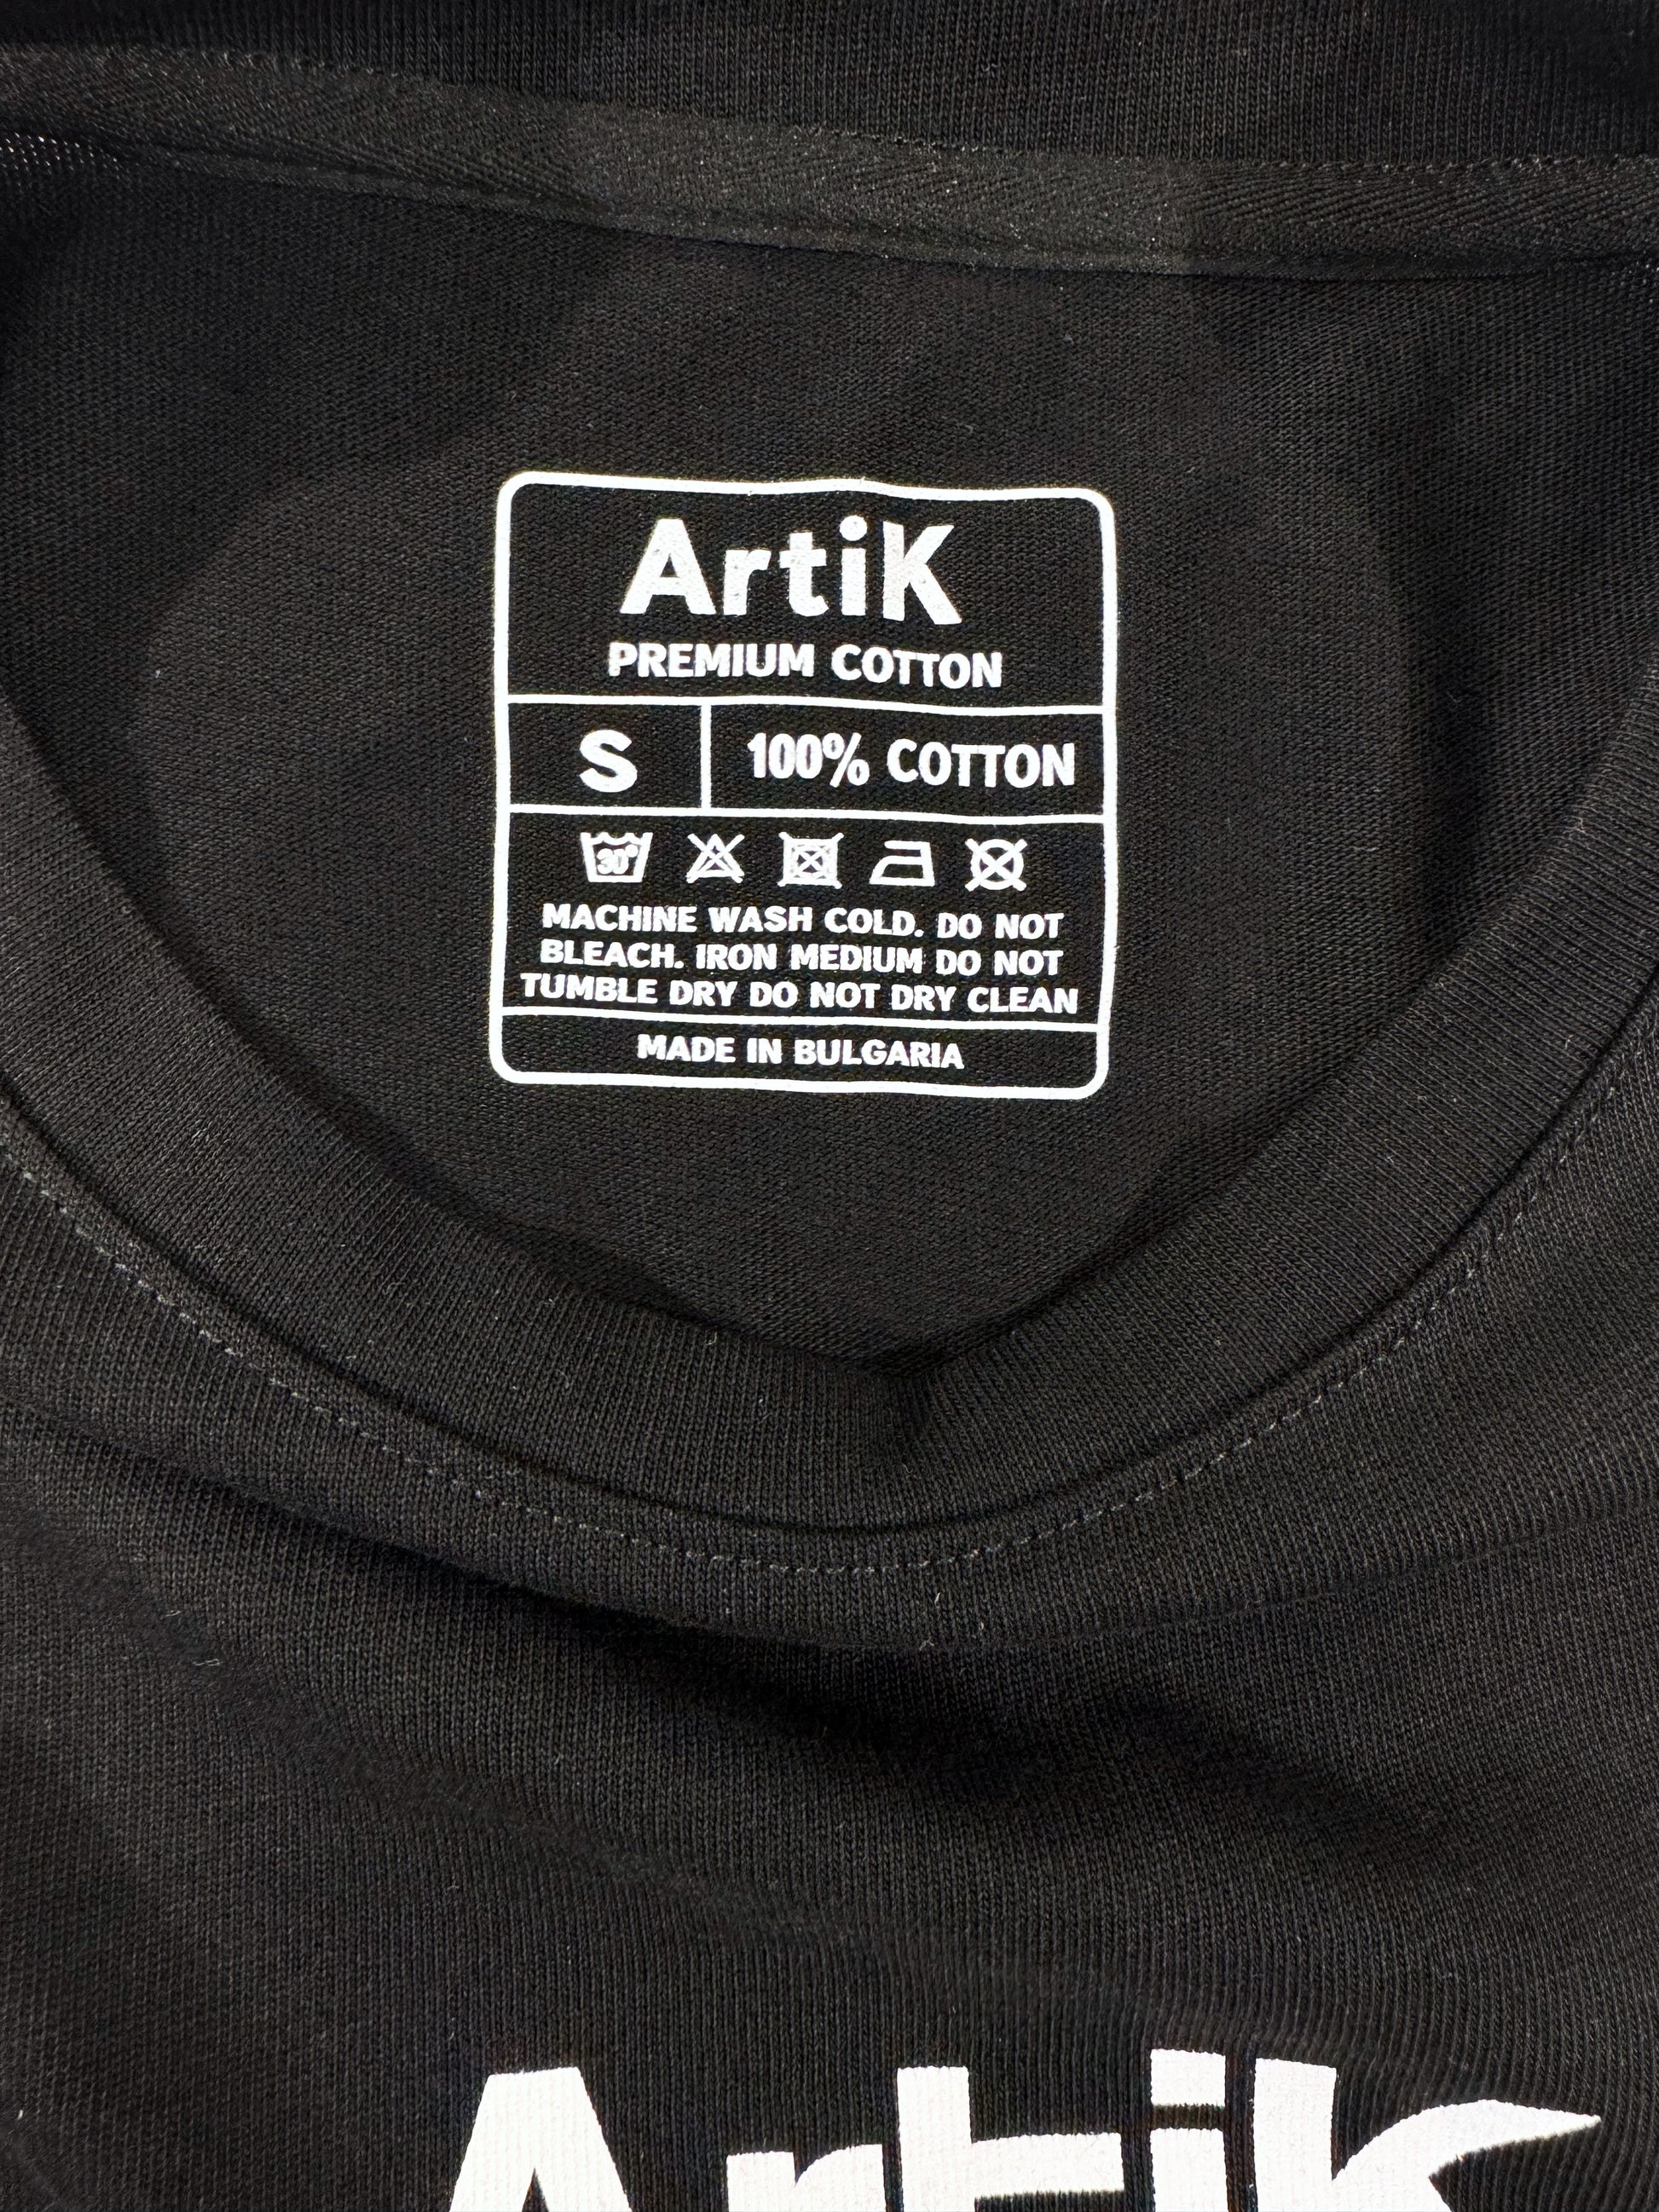 ArtiK
PREMIUM COTTON
S
100% COTTON
30°
MACHINE WASH COLD. DO NOT
BLEACH. IRON MEDIUM DO NOT
TUMBLE DRY DO NOT DRY CLEAN
MADE IN BULGARIA
Artik